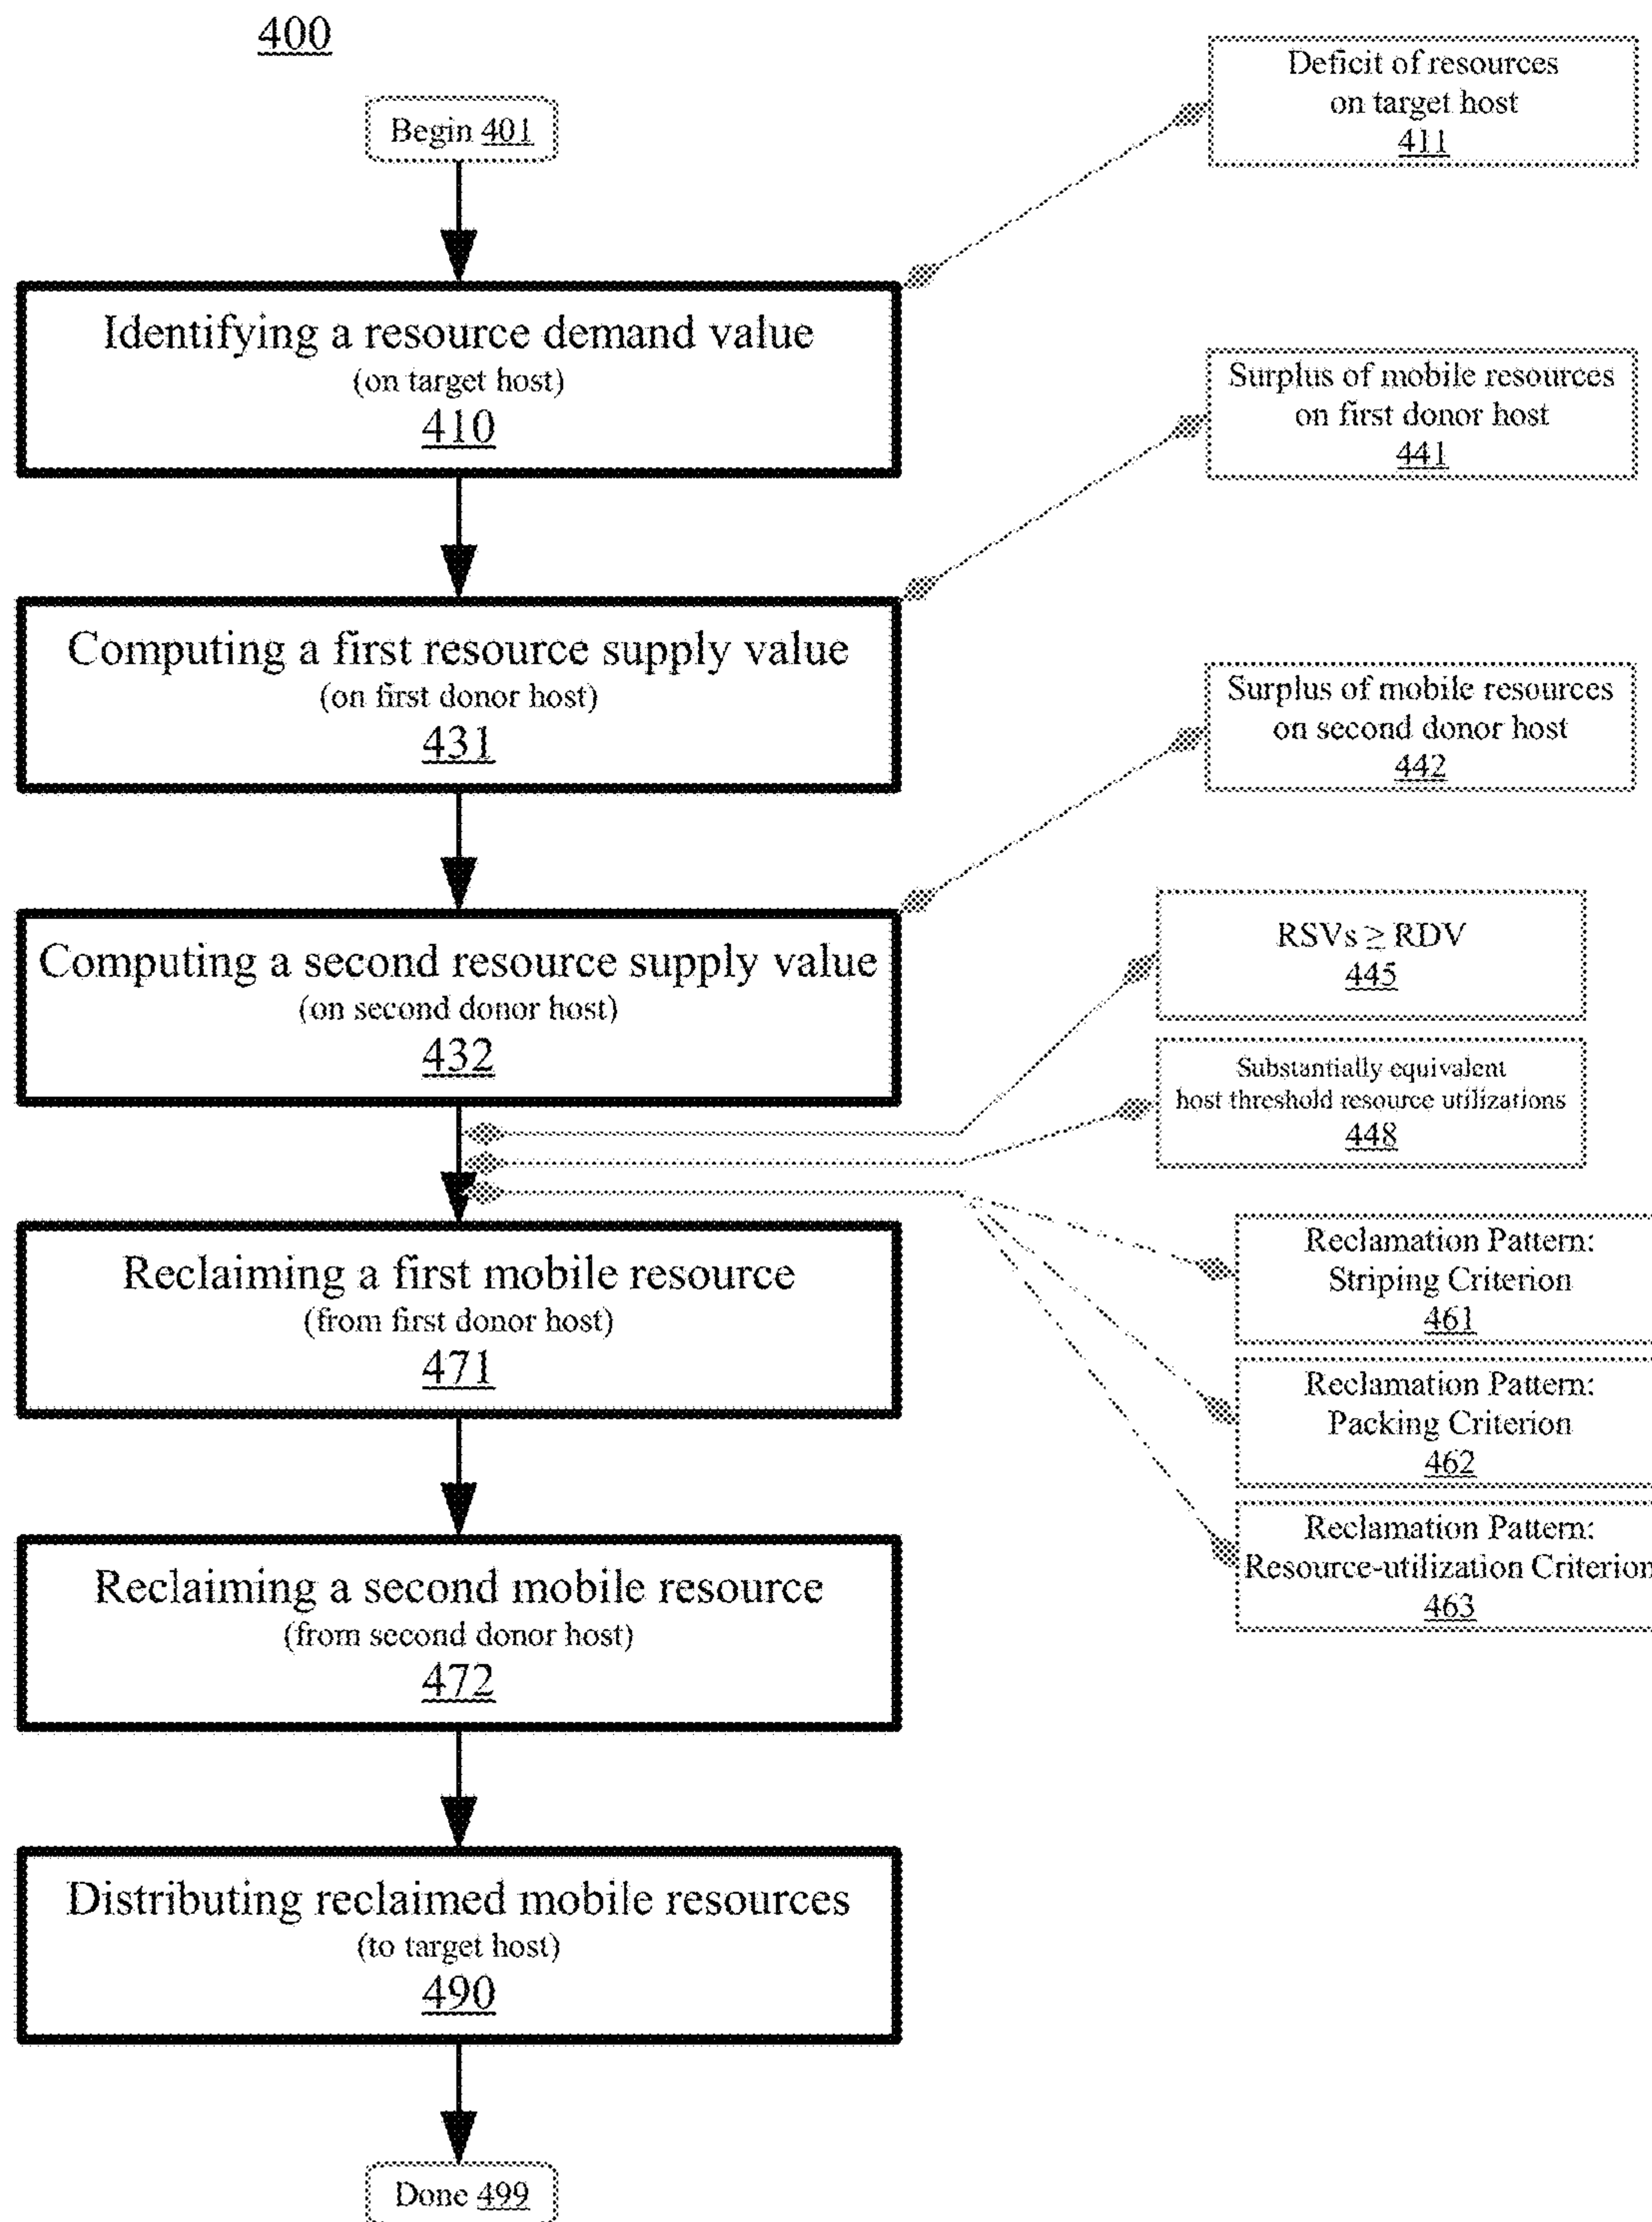 400
Begin 401
Deficit of resources
on target host
411
Identifying a resource demand value
(on target host)
410
Surplus of mobile resources
on first donor host
441
Computing a first resource supply value
(on first donor host)
431
Surplus of mobile resources
on second donor host
442
Computing a second resource supply value
(on second donor host)
432
RSVs ≥ RDV
445
Substantially equivalent
host threshold resource utilizations
448
Reclaiming a first mobile resource
(from first donor host)
471
Reclamation Pattern:
Striping Criterion
461
Reclamation Pattern:
Packing Criterion
462
Reclamation Pattern:
Resource-utilization Criterion
463
Reclaiming a second mobile resource
(from second donor host)
472
Distributing reclaimed mobile resources
(to target host)
490
Done 499